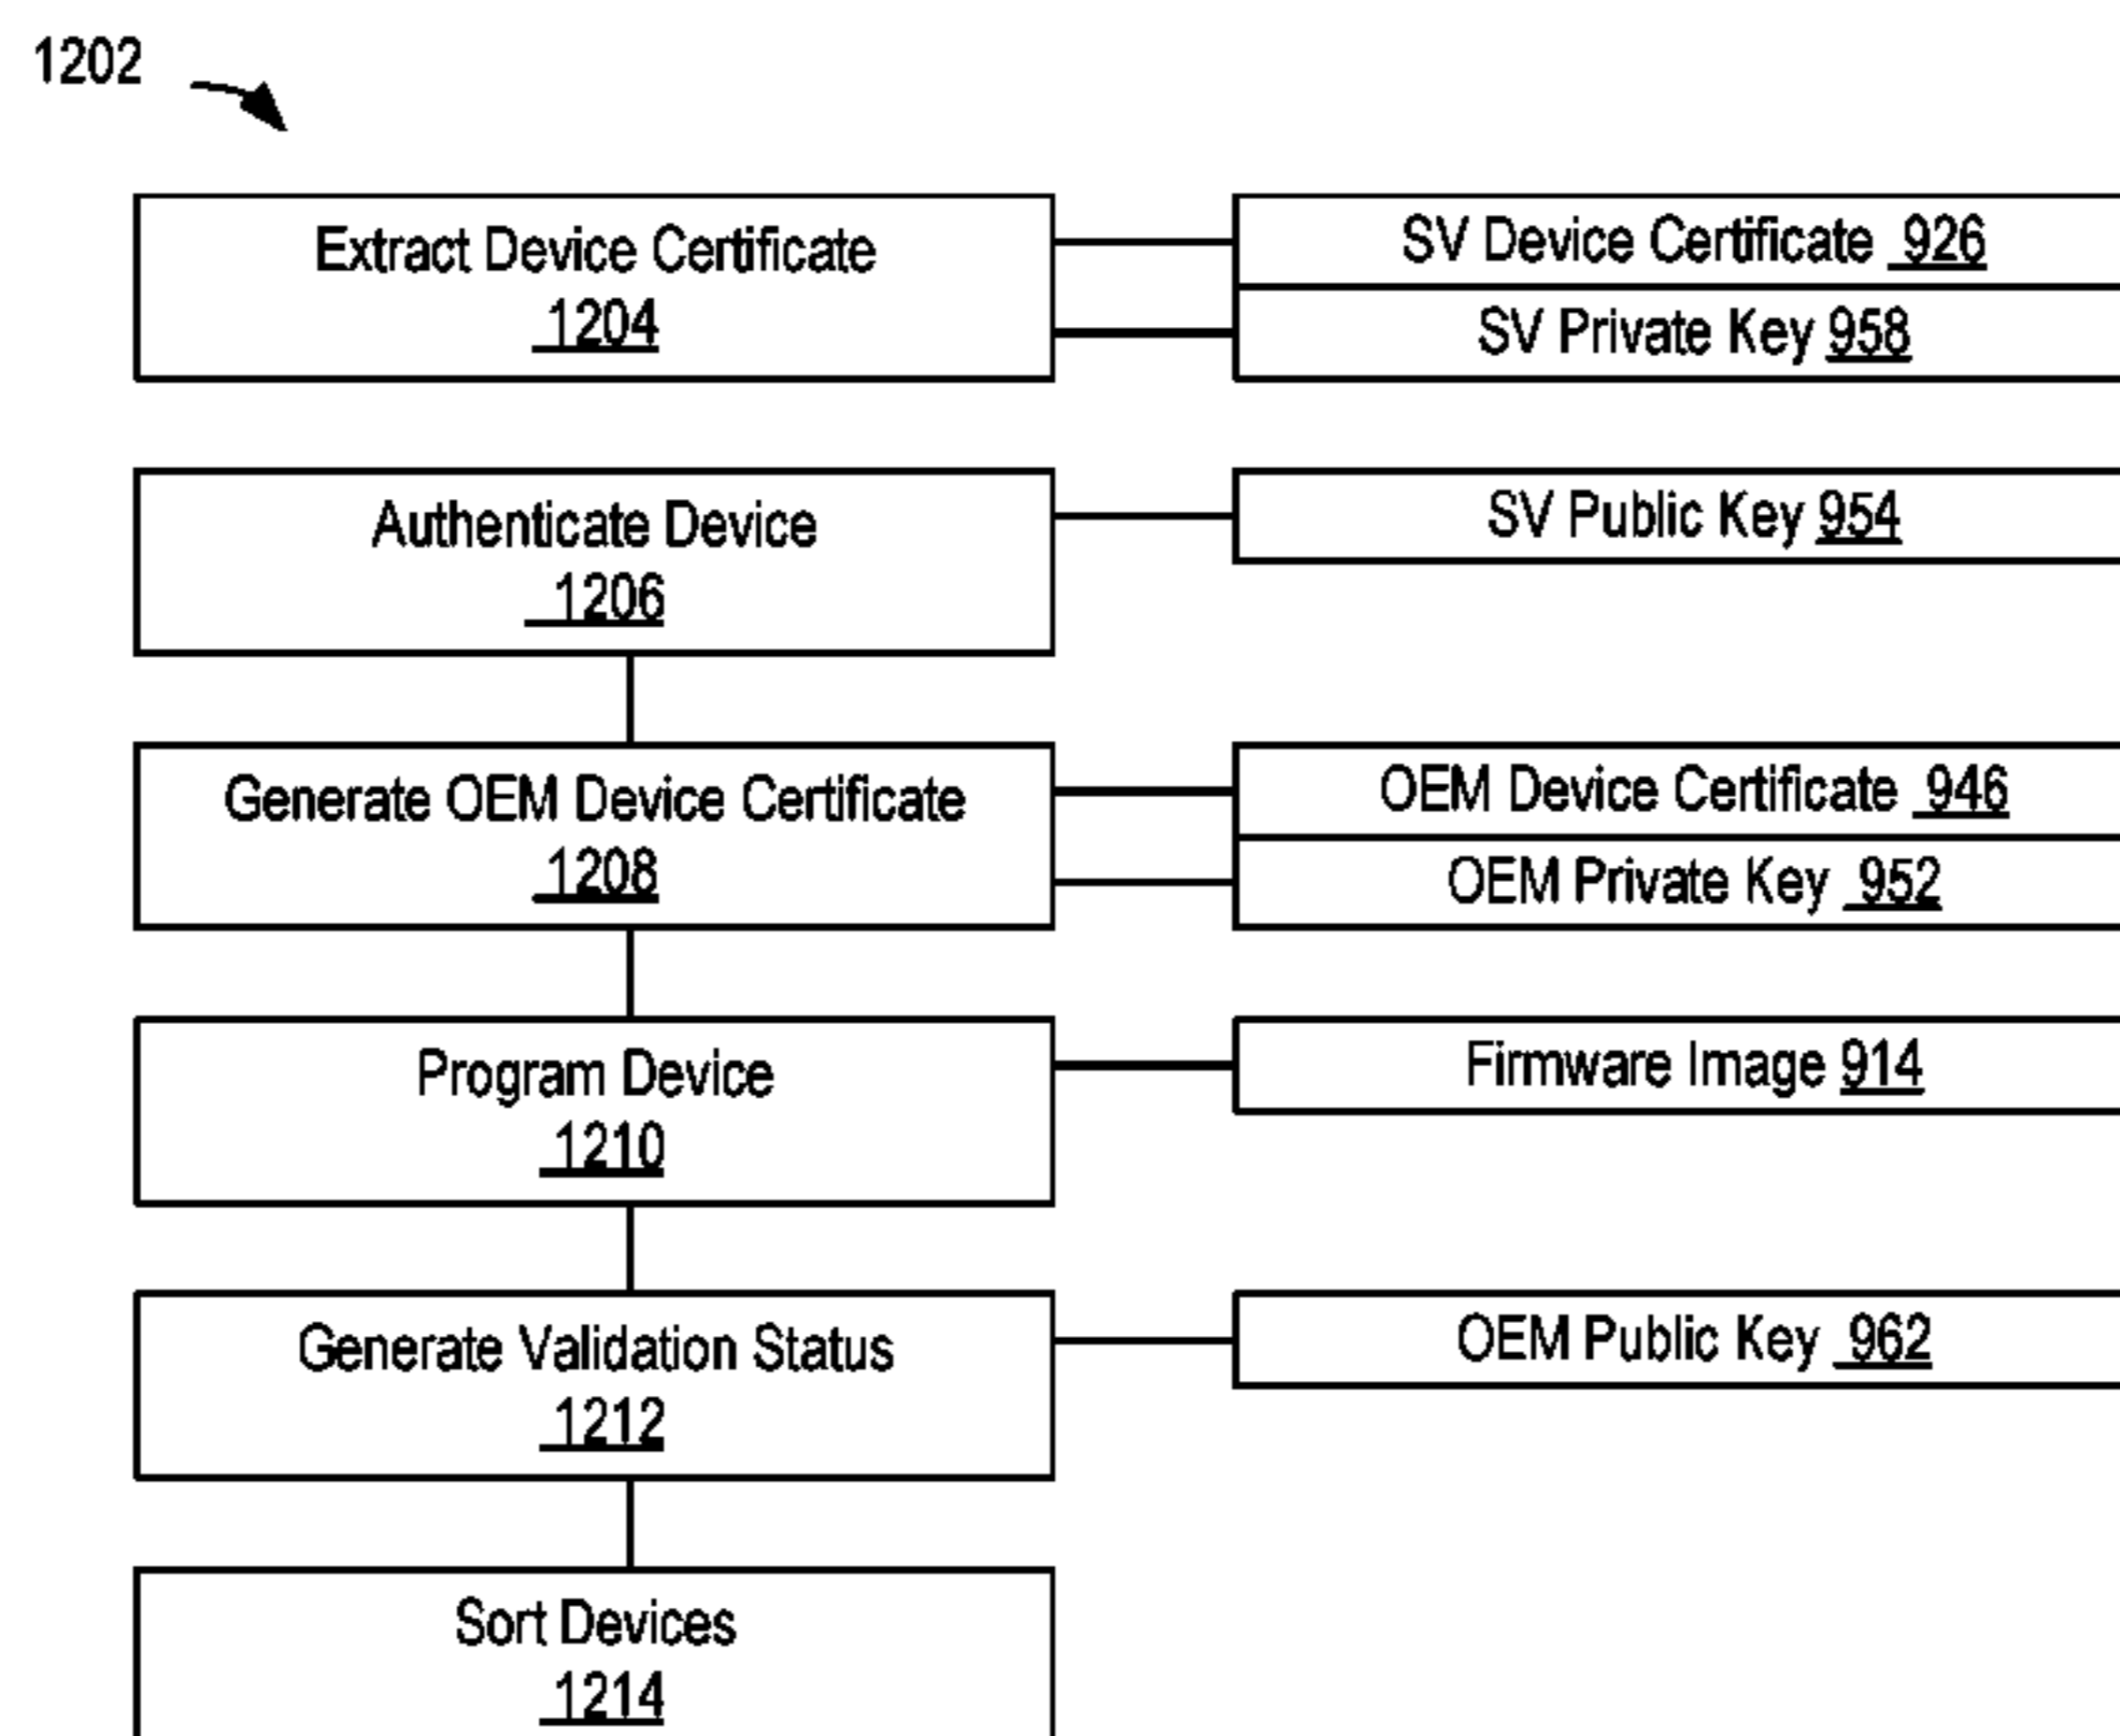 1202
Extract Device Certificate
1204
SV Device Certificate 926
SV Private Key 958
Authenticate Device
1206
SV Public Key 954
Generate OEM Device Certificate
1208
OEM Device Certificate 946
OEM Private Key 952
Program Device
1210
Firmware Image 914
Generate Validation Status
1212
OEM Public Key 962
Sort Devices
1214